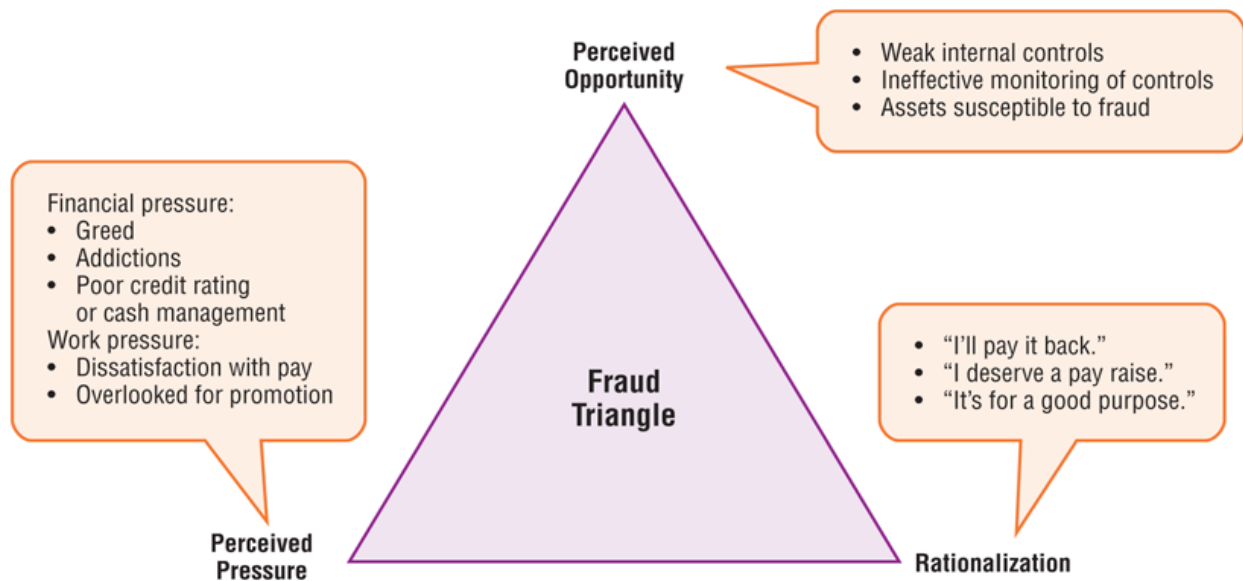 Perceived
Opportunity
• Weak internal controls
• Ineffective monitoring of controls
• Assets susceptible to fraud
Financial pressure:
• Greed
• Addictions
• Poor credit rating
or cash management
Work pressure:
• Dissatisfaction with pay
• Overlooked for promotion
Fraud
Triangle
• “I’ll pay it back.”
• “I deserve a pay raise.”
• “It’s for a good purpose.”
Perceived
Pressure
Rationalization